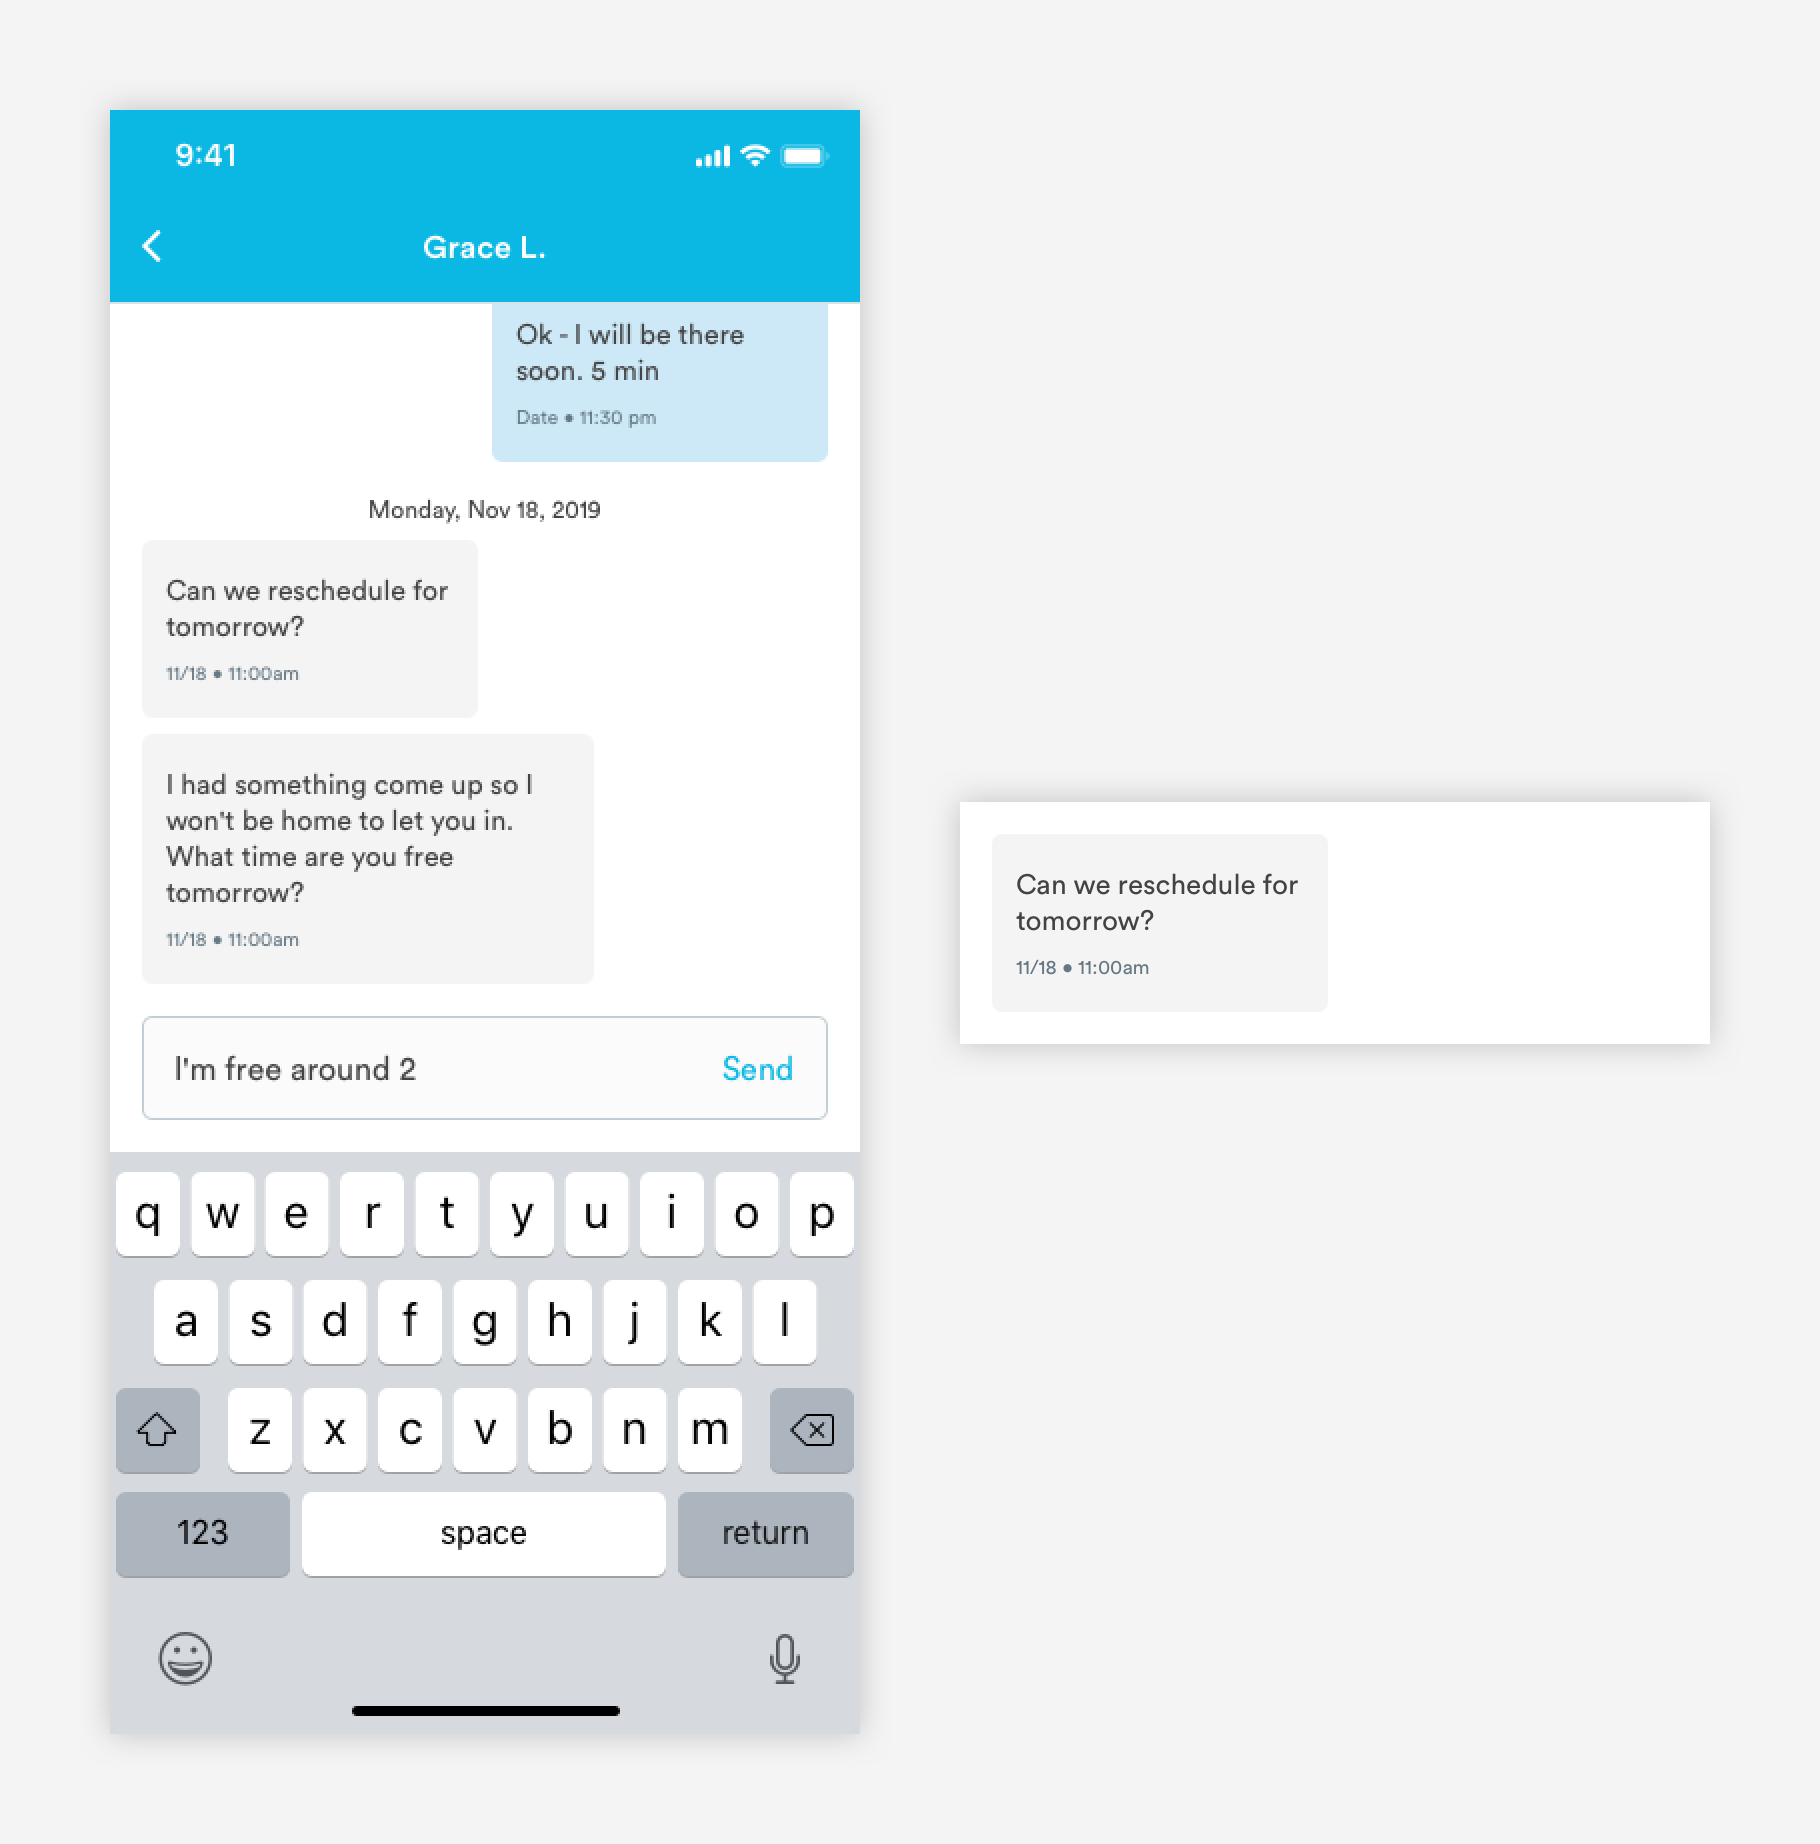 9:41
Grace L.
Ok - I will be there
soon. 5 min
Date • 11:30 pm
Monday, Nov 18, 2019
Can we reschedule for
tomorrow?
11/18 • 11:00am
I had something come up so I
won't be home to let you in.
What time are you free
tomorrow?
11/18 • 11:00am
I'm free around 2 Send
q w e r t y u i o p
a s d f g h j k l
z x c v b n m
123 space return
Can we reschedule for
tomorrow?
11/18 • 11:00am